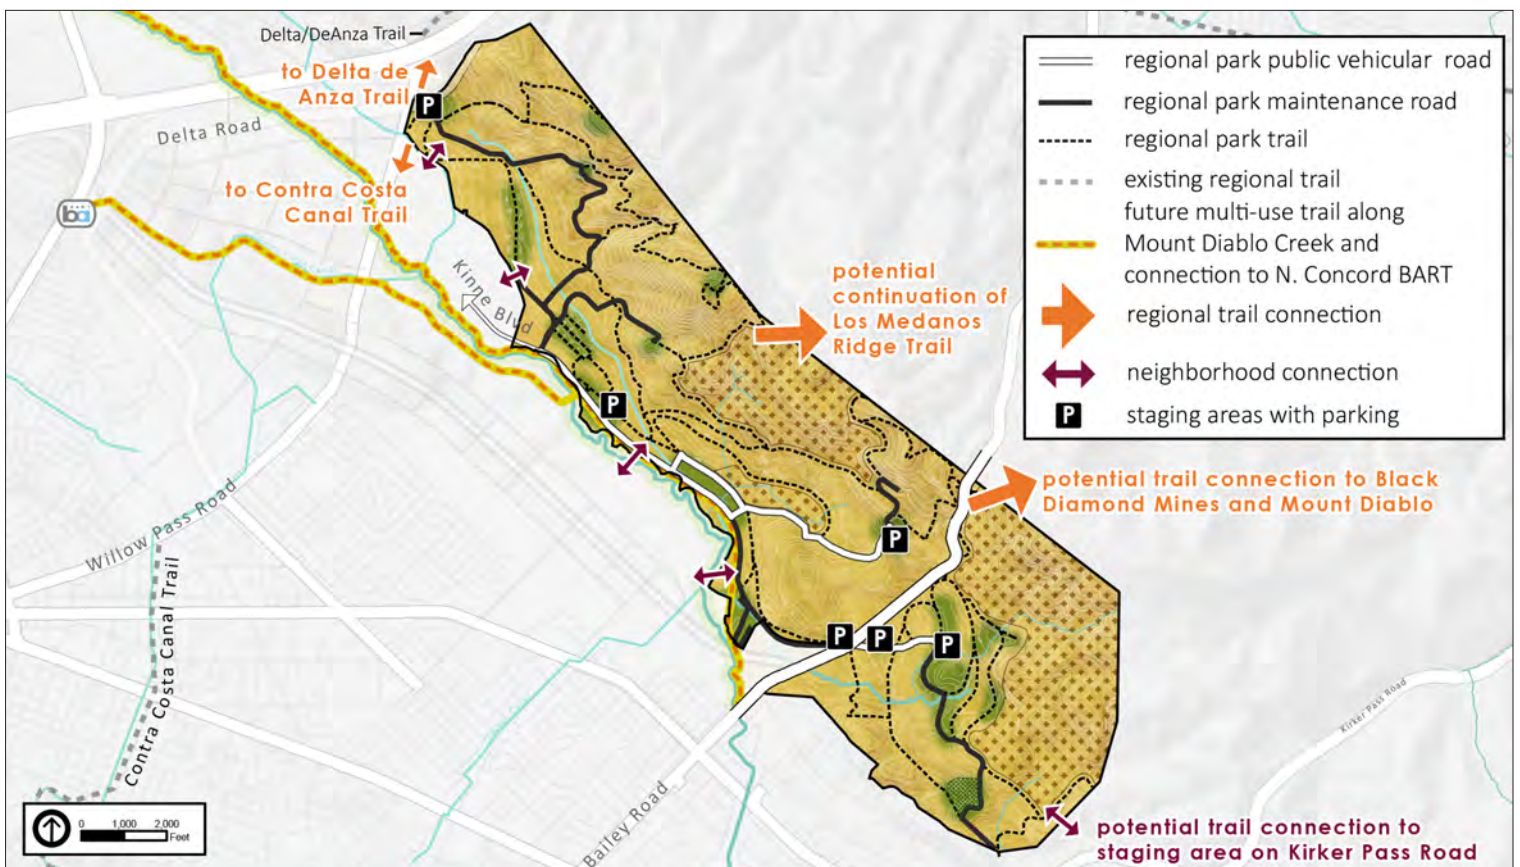 Delta/DeAnza Trail
to Delta de
Anza Trail
Delta Road
to Contra Costa
Canal Trail
ba
Kinne Blvd
Willow Pass Road
Contra Costa Canal Trail
Bailey Road
Kirker Pass Road
P
P
P
P
P
P
potential
continuation of
Los Medanos
Ridge Trail
potential trail connection to Black
Diamond Mines and Mount Diablo
potential trail connection to
staging area on Kirker Pass Road
regional park public vehicular road
regional park maintenance road
regional park trail
existing regional trail
future multi-use trail along
Mount Diablo Creek and
connection to N. Concord BART
regional trail connection
neighborhood connection
P
staging areas with parking
0 1,000 2,000
Feet